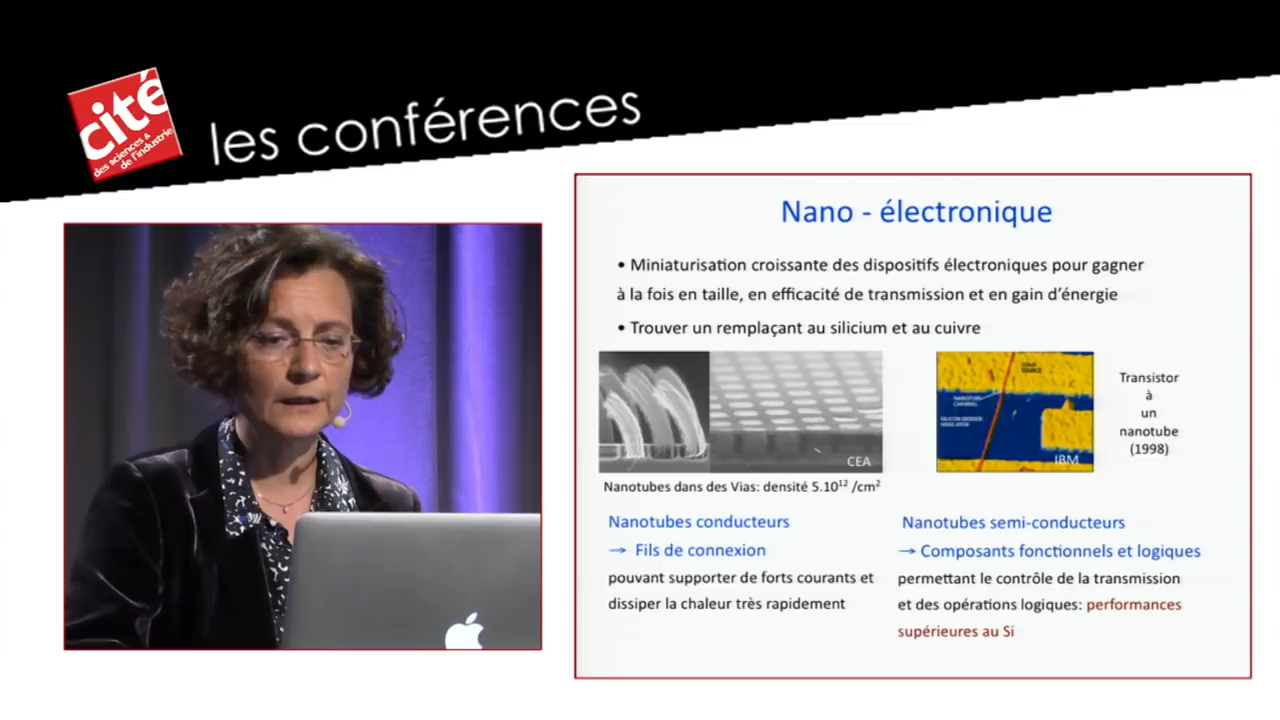 cité
des sciences &
de l'industrie
les conférences
Nano - électronique
• Miniaturisation croissante des dispositifs électroniques pour gagner
à la fois en taille, en efficacité de transmission et en gain d'énergie
• Trouver un remplaçant au silicium et au cuivre
CEA
IBM
Transistor
à
un
nanotube
(1998)
Nanotubes dans des Vias: densité 5.10¹² /cm²
Nanotubes conducteurs
→ Fils de connexion
pouvant supporter de forts courants et
dissiper la chaleur très rapidement
Nanotubes semi-conducteurs
→ Composants fonctionnels et logiques
permettant le contrôle de la transmission
et des opérations logiques: performances
supérieures au Si